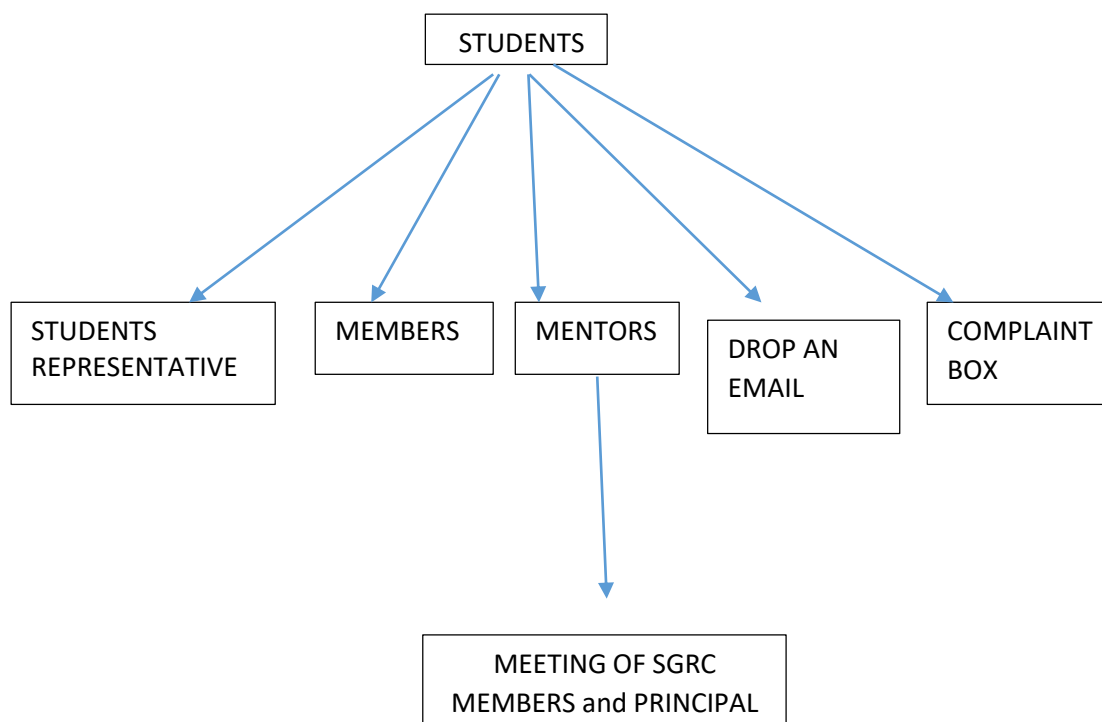 STUDENTS
STUDENTS
REPRESENTATIVE
MEMBERS
MENTORS
DROP AN
EMAIL
COMPLAINT
BOX
MEETING OF SGRC
MEMBERS and PRINCIPAL